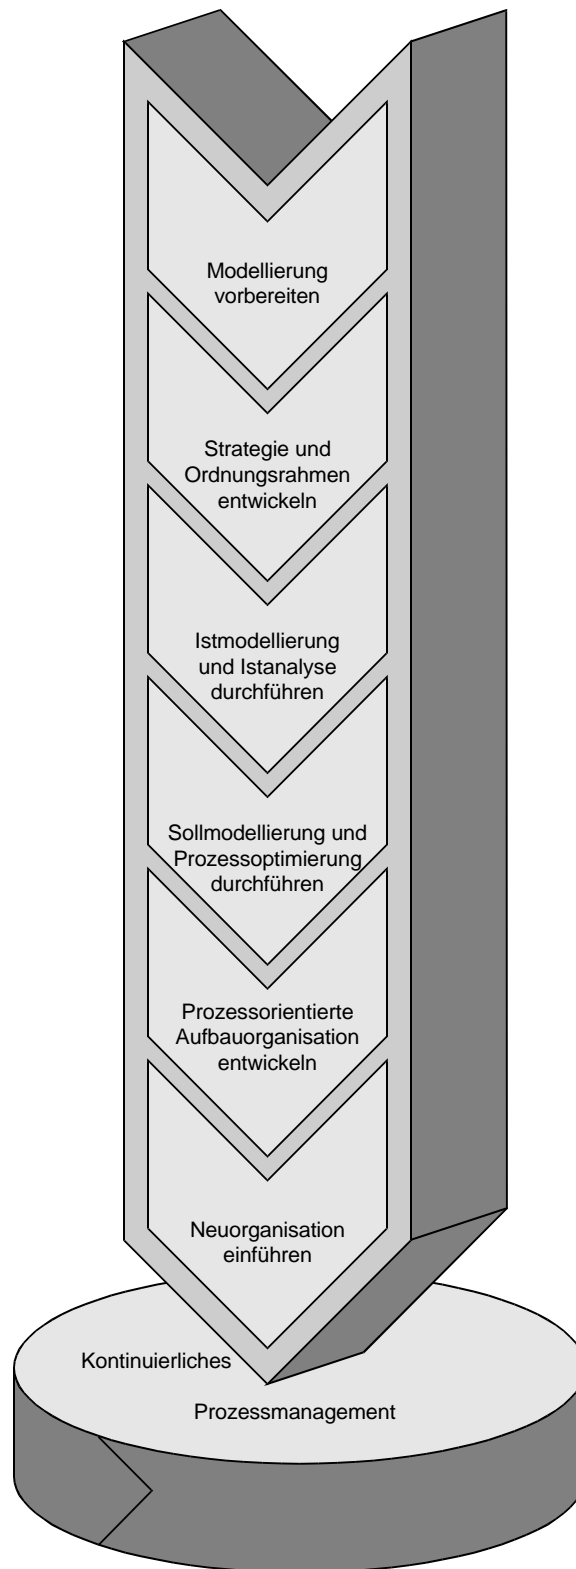 Modellierung
vorbereiten
Strategie und
Ordnungsrahmen
entwickeln
Istmodellierung
und Istanalyse
durchführen
Sollmodellierung und
Prozessoptimierung
durchführen
Prozessorientierte
Aufbauorganisation
entwickeln
Neuorganisation
einführen
Kontinuierliches
Prozessmanagement